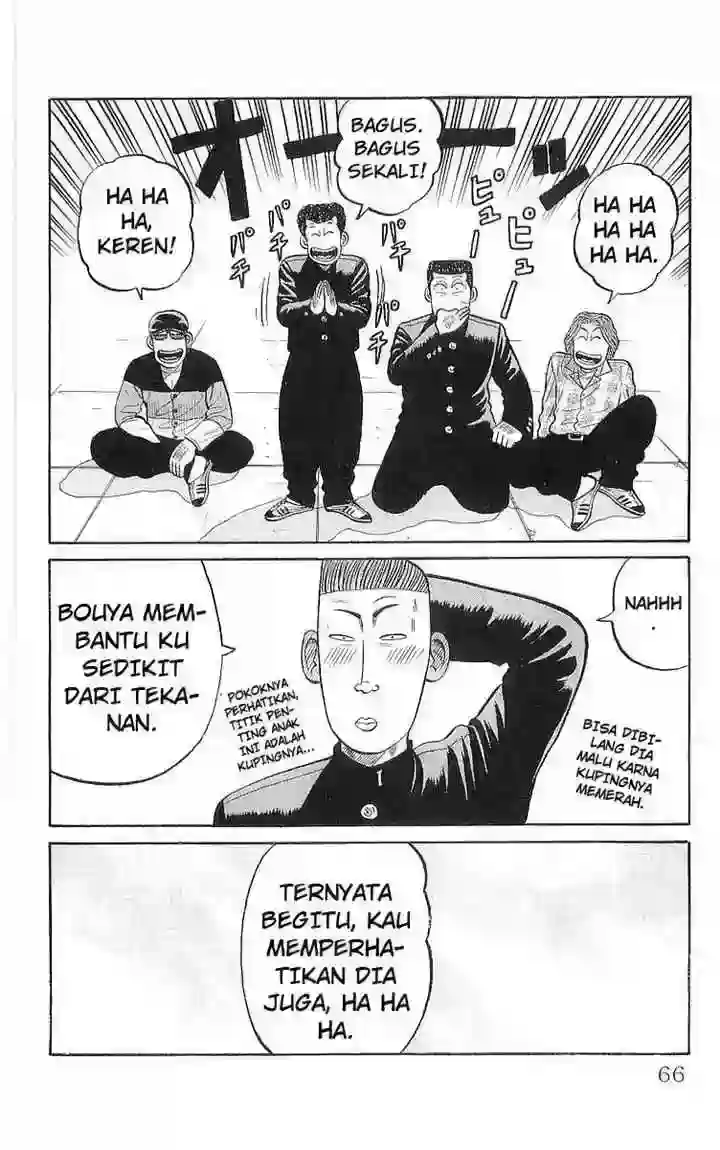 BAGUS.
BAGUS
SEKALI!
HA HA
HA,
KEREN!
HA HA
HA HA
HA HA.
オーーッ
パチ
パチ
パチ
パチ
ピュー
ピュー
NAHHH
.
BOUYA MEM-
BANTU KU
SEDIKIT
DARI TEKA-
NAN.
POKOKNYA
PERHATIKAN,
TITIK PEN-
TING ANAK
INI ADALAH
KUPINGNYA...
BISA DIBI-
LANG DIA
MALU KARNA
KUPINGNYA
MEMERAH.
TERNYATA
BEGITU, KAU
MEMPERHA-
TIKAN DIA
JUGA, HA HA
HA.
66